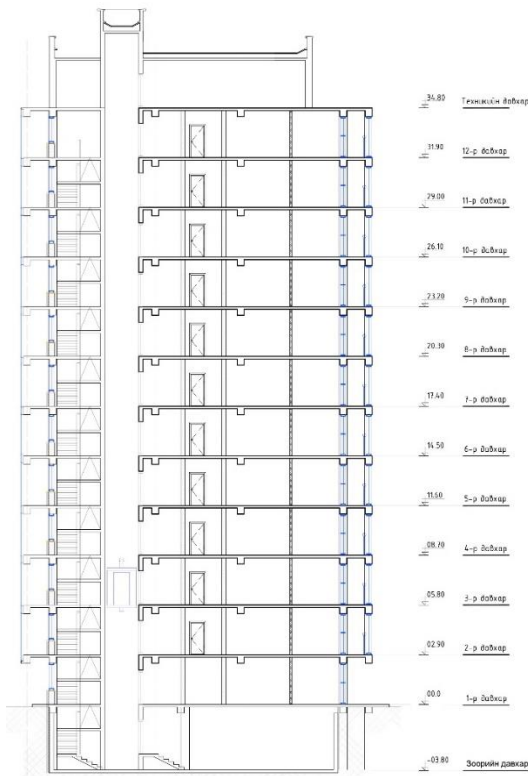 34.80 Техникийн давхар
31.90 12-р давхар
29.00 11-р давхар
26.10 10-р давхар
23.20 9-р давхар
20.30 8-р давхар
17.40 7-р давхар
14.50 6-р давхар
11.60 5-р давхар
08.70 4-р давхар
05.80 3-р давхар
02.90 2-р давхар
00.0 1-р давхар
-03.80 Зоорийн давхар